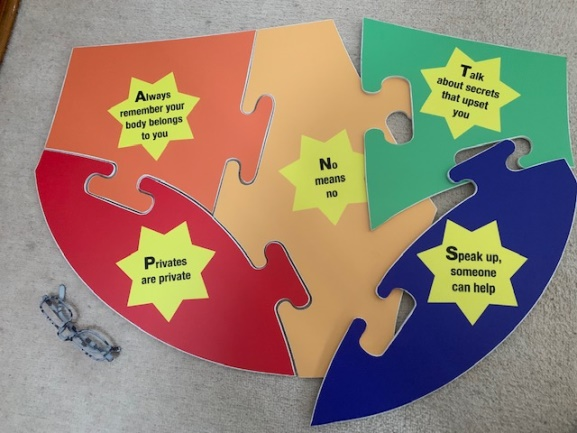 Privates
are private
Always
remember your
body belongs
to you
No
means
no
Talk
about secrets
that upset
you
Speak up,
someone
can help